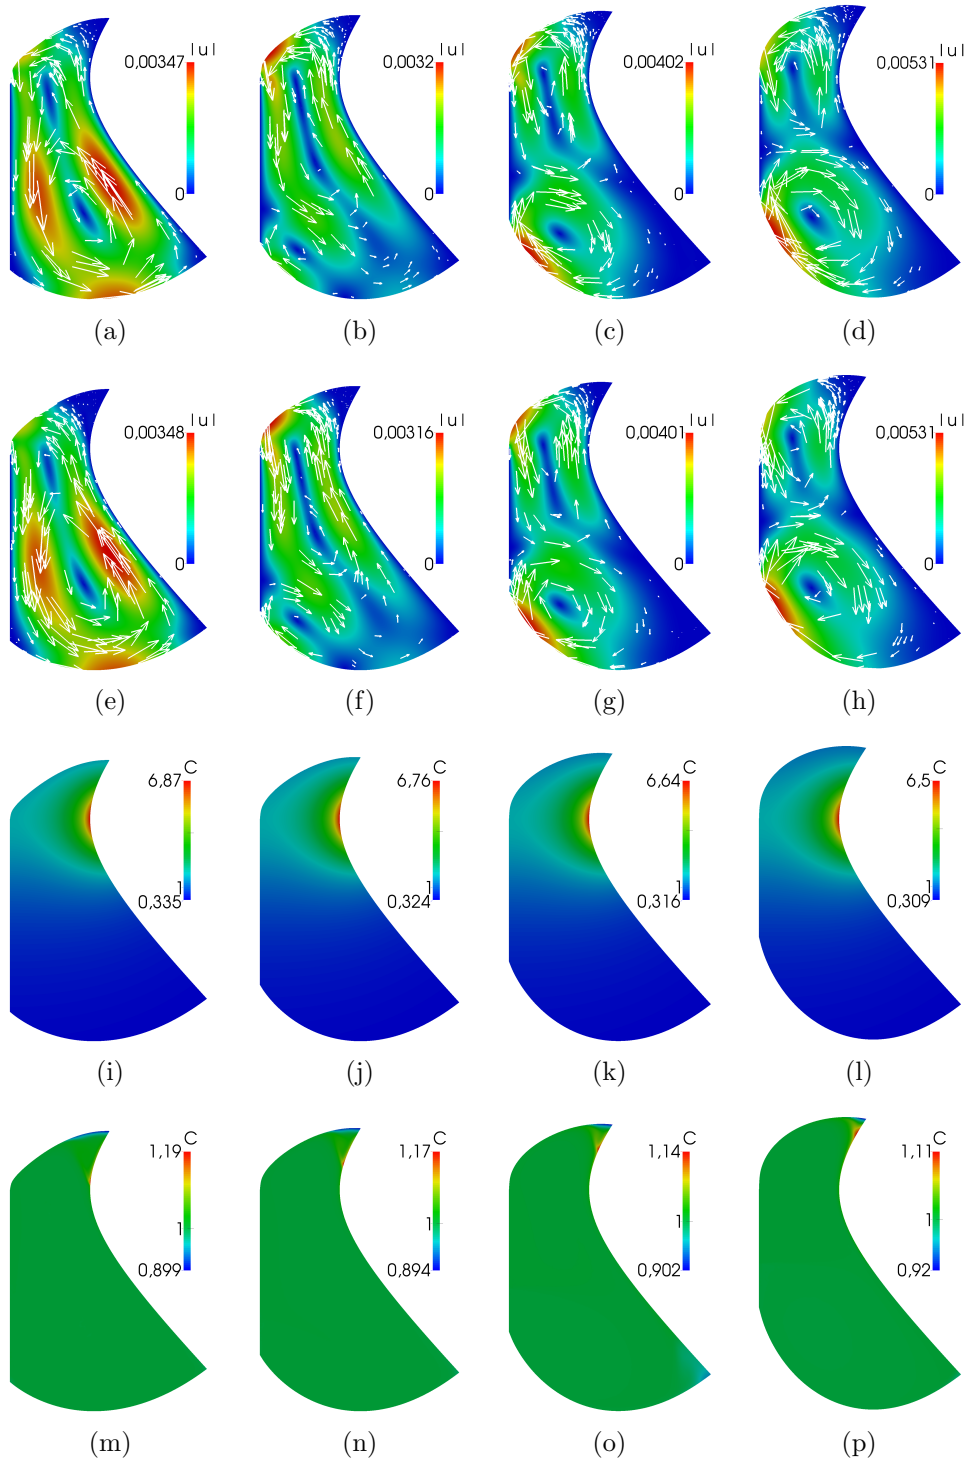 |u| |u| |u| |u|
0,00347 0,0032 0,00402 0,00531
0 0 0 0
(a) (b) (c) (d)
|u| |u| |u| |u|
0,00348 0,00316 0,00401 0,00531
0 0 0 0
(e) (f) (g) (h)
C C C C
6,87 6,76 6,64 6,5
1 1 1 1
0,335 0,324 0,316 0,309
(i) (j) (k) (l)
C C C C
1,19 1,17 1,14 1,11
1 1 1 1
0,899 0,894 0,902 0,92
(m) (n) (o) (p)